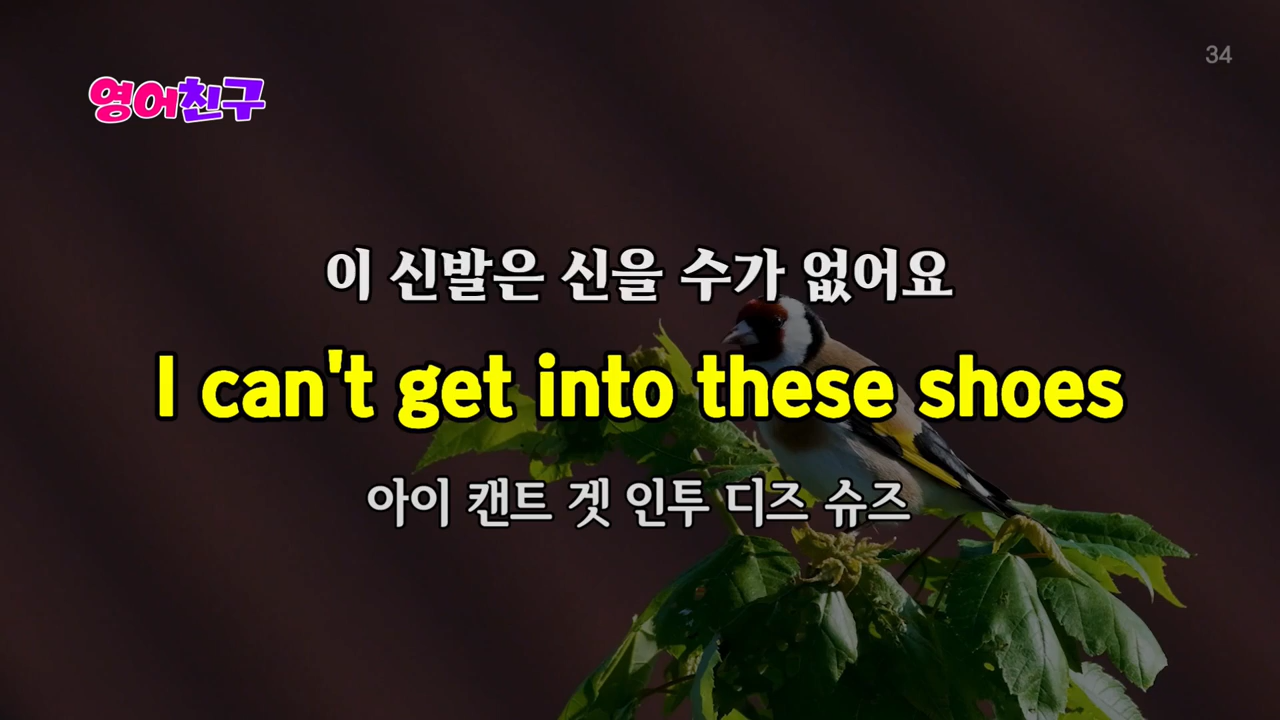 34
영어친구
이 신발은 신을 수가 없어요
I can't get into these shoes
아이 캔트 겟 인투 디즈 슈즈